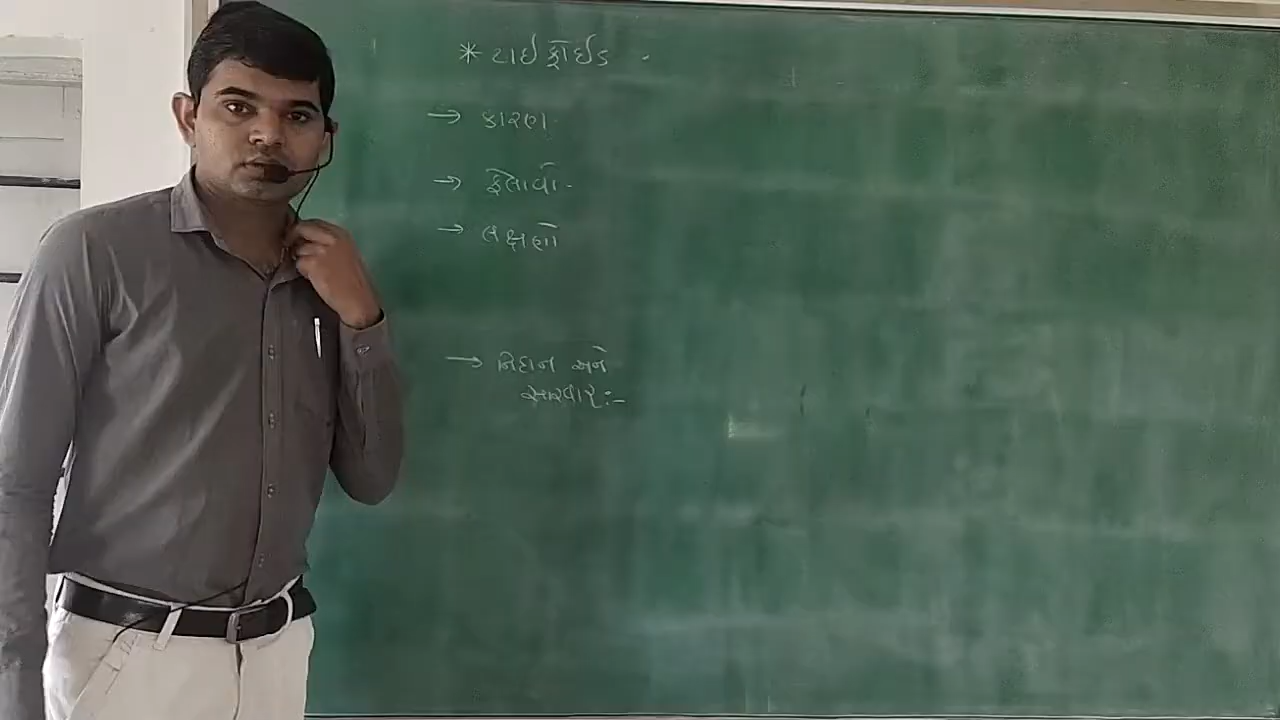 * ટાઈફોઈડ .
→ કારણ
→ ફેલાવો -
→ લક્ષણો
→ નિદાન અને
સારવાર :-